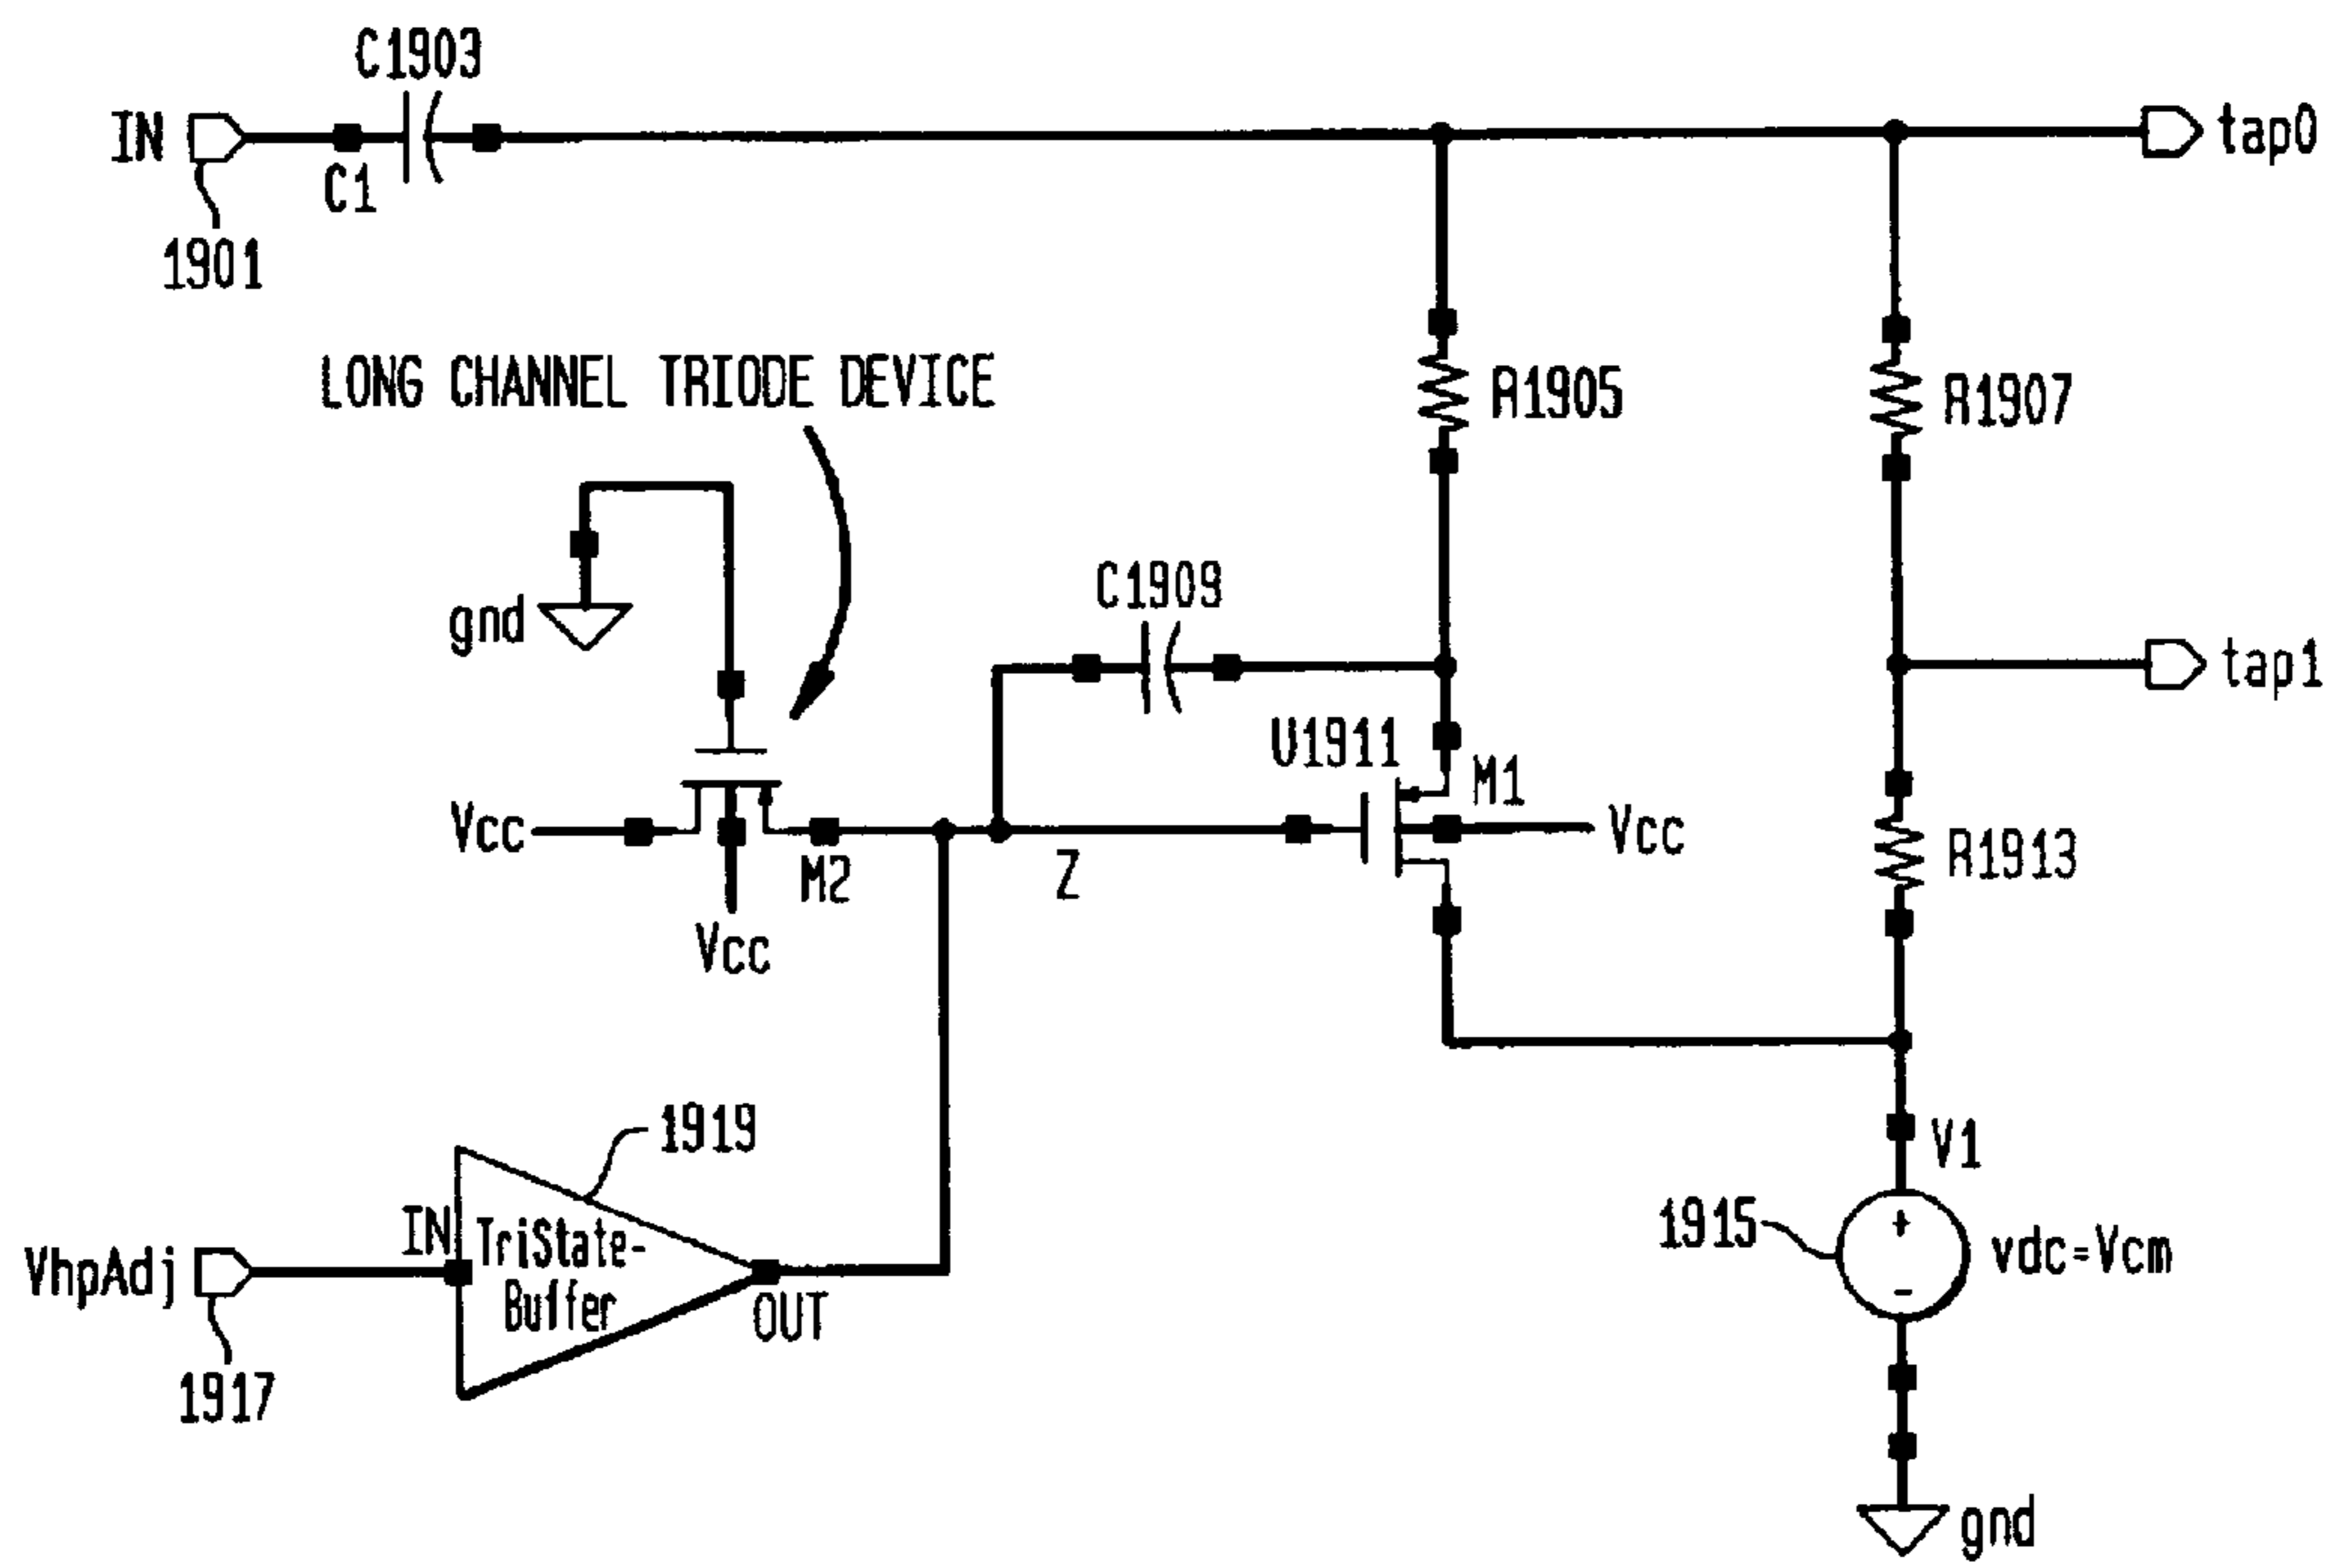 C1903
IN
C1
1901
tap0
LONG CHANNEL TRIODE DEVICE
R1905
R1907
gnd
C1909
tap1
U1911
M1
Vcc
M2
Z
Vcc
R1913
Vcc
1919
V1
IN
TriState-
Buffer
OUT
VhpAdj
1917
1915
+
vdc=Vcm
-
gnd